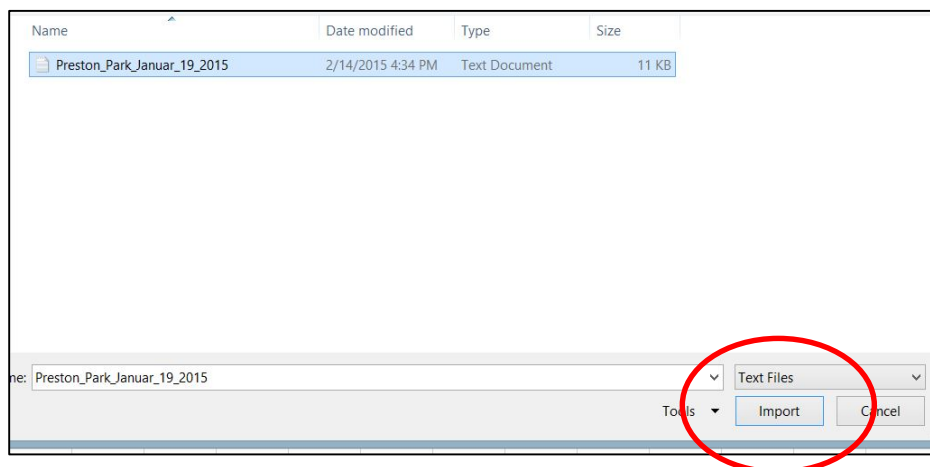 Name Date modified Type Size
Preston_Park_Januar_19_2015 2/14/2015 4:34 PM Text Document 11 KB
ne: Preston_Park_Januar_19_2015 Text Files
Tools Import Cancel